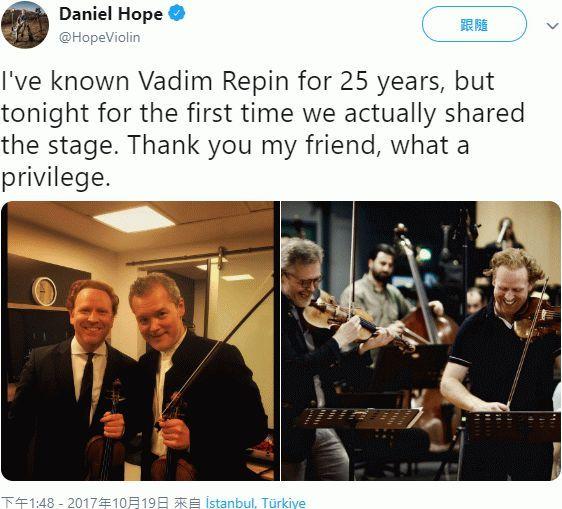 Daniel Hope
@HopeViolin
跟隨
I've known Vadim Repin for 25 years, but
tonight for the first time we actually shared
the stage. Thank you my friend, what a
privilege.
下午1:48 - 2017年10月19日 來自 İstanbul, Türkiye